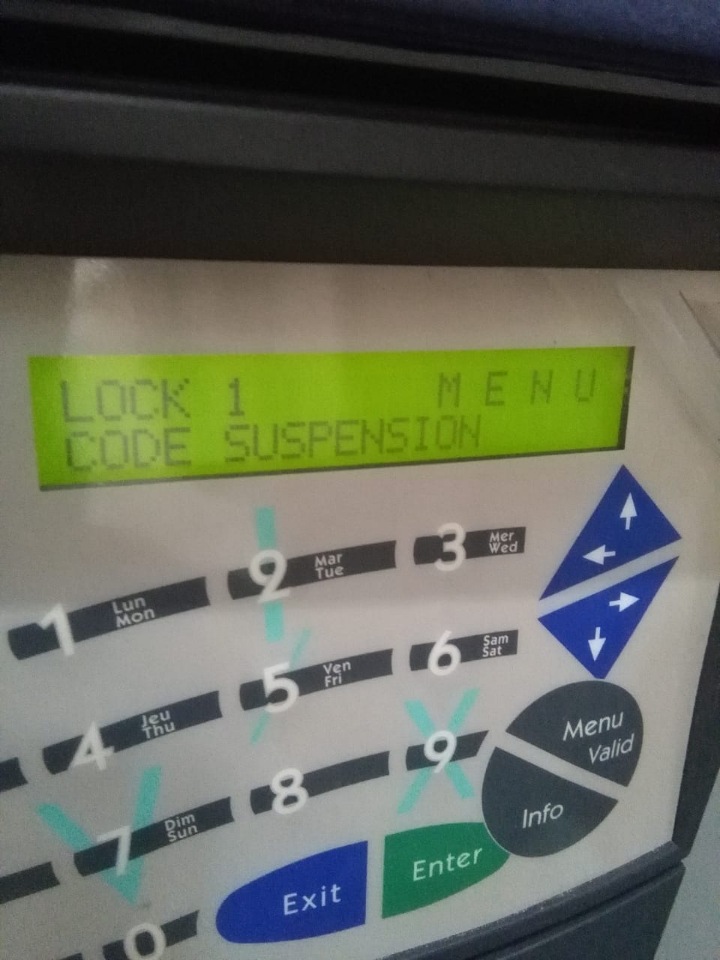 LOCK 1 MENU
CODE SUSPENSION
1 Lun Mon
2 Mar Tue
3 Mer Wed
4 Jeu Thu
5 Ven Fri
6 Sam Sat
7 Dim Sun
8
9
0
Menu Valid
Info
Exit
Enter